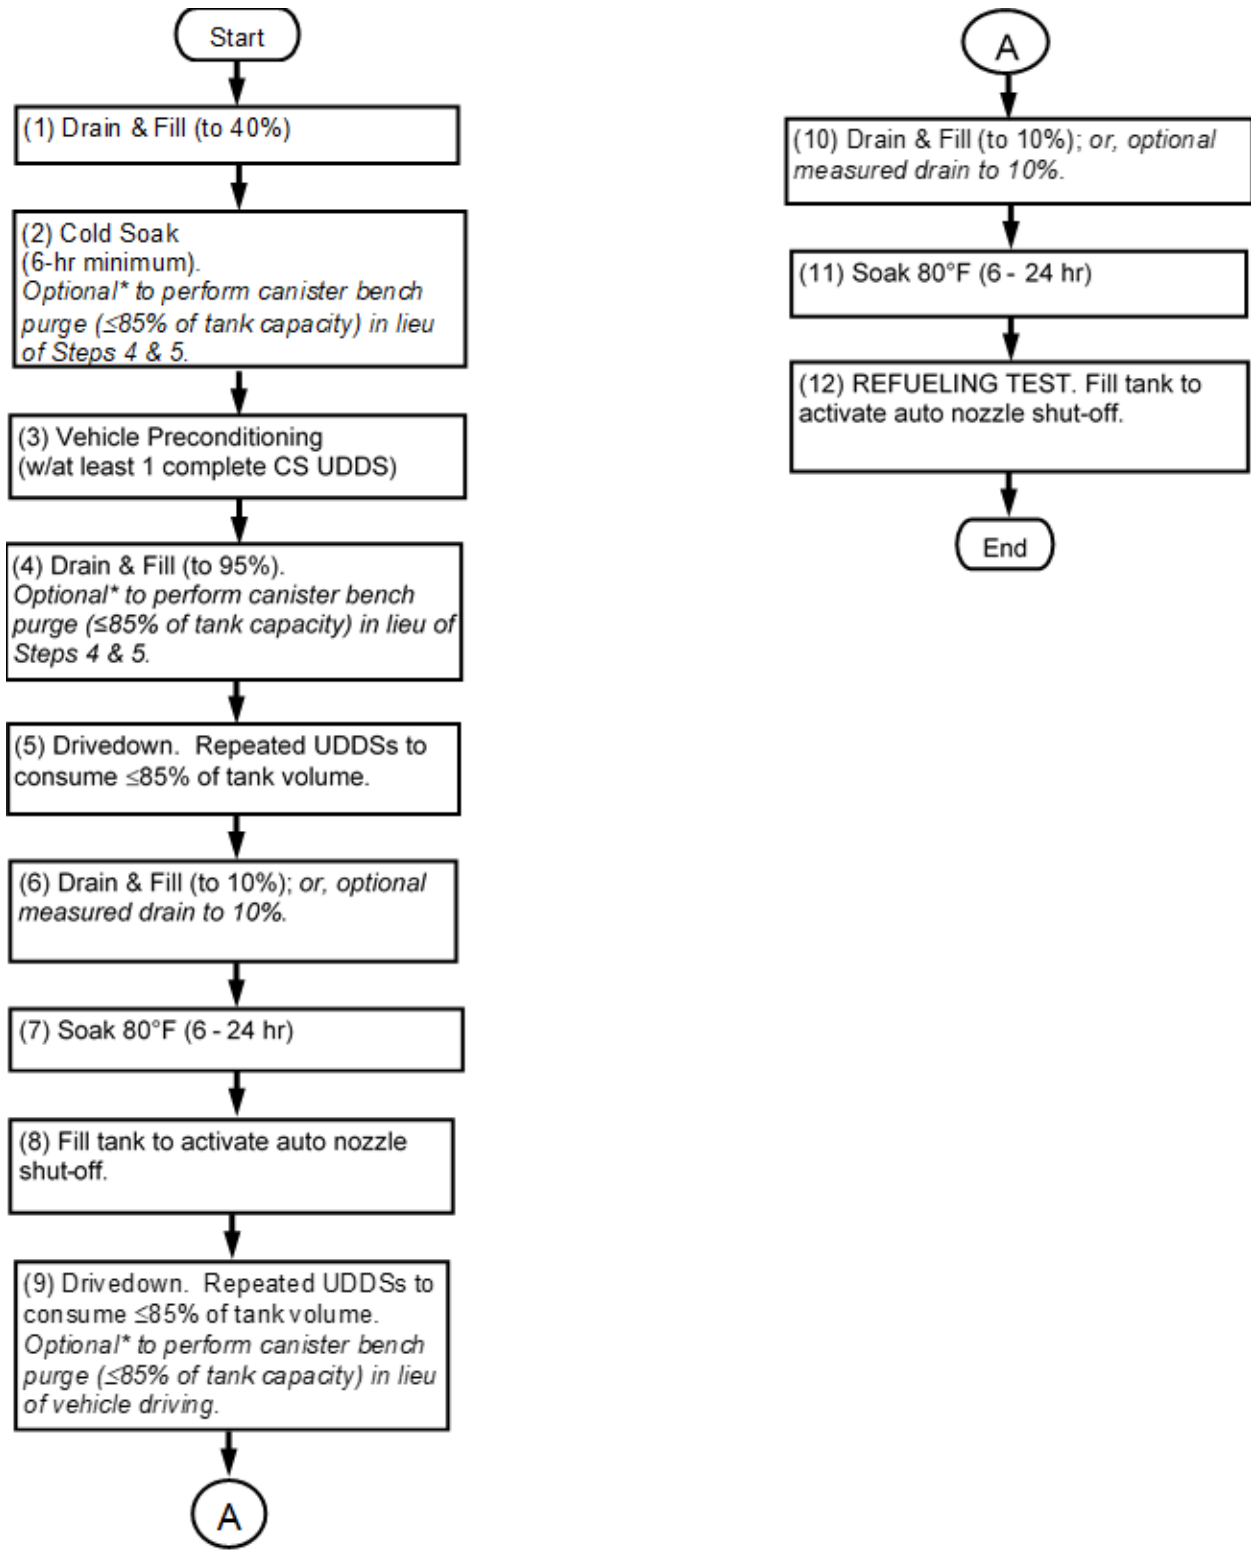 Start
(1) Drain & Fill (to 40%)
(2) Cold Soak
(6-hr minimum).
Optional* to perform canister bench
purge (≤85% of tank capacity) in lieu
of Steps 4 & 5.
(3) Vehicle Preconditioning
(w/at least 1 complete CS UDDS)
(4) Drain & Fill (to 95%).
Optional* to perform canister bench
purge (≤85% of tank capacity) in lieu of
Steps 4 & 5.
(5) Drivedown. Repeated UDDSs to
consume ≤85% of tank volume.
(6) Drain & Fill (to 10%); or, optional
measured drain to 10%.
(7) Soak 80°F (6 - 24 hr)
(8) Fill tank to activate auto nozzle
shut-off.
(9) Drivedown. Repeated UDDSs to
consume ≤85% of tank volume.
Optional* to perform canister bench
purge (≤85% of tank capacity) in lieu
of vehicle driving.
A
A
(10) Drain & Fill (to 10%); or, optional
measured drain to 10%.
(11) Soak 80°F (6 - 24 hr)
(12) REFUELING TEST. Fill tank to
activate auto nozzle shut-off.
End